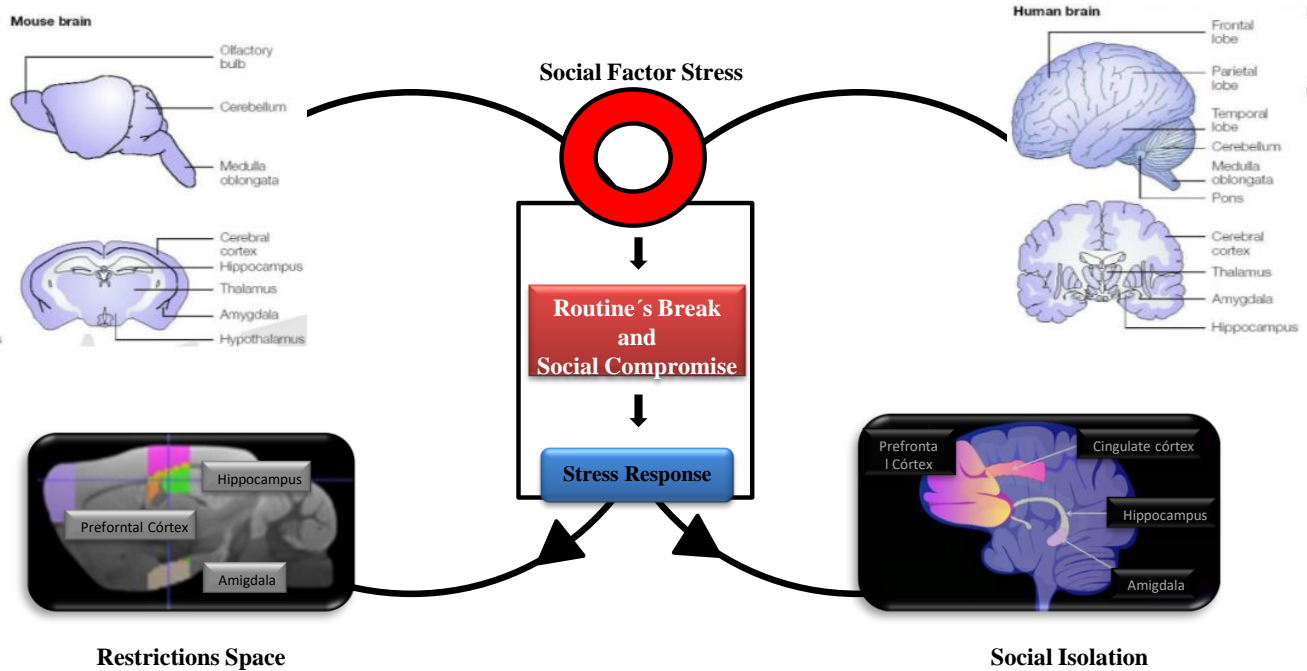 Mouse brain
Olfactory
bulb
Cerebellum
Medulla
oblongata
Cerebral
cortex
Hippocampus
Thalamus
Amygdala
Hypothalamus
Social Factor Stress
Routine´s Break
and
Social Compromise
Stress Response
Human brain
Frontal
lobe
Parietal
lobe
Temporal
lobe
Cerebellum
Medulla
oblongata
Pons
Cerebral
cortex
Thalamus
Amygdala
Hippocampus
Hippocampus
Preforntal Córtex
Amigdala
Restrictions Space
Prefronta
l Córtex
Cingulate córtex
Hippocampus
Amigdala
Social Isolation